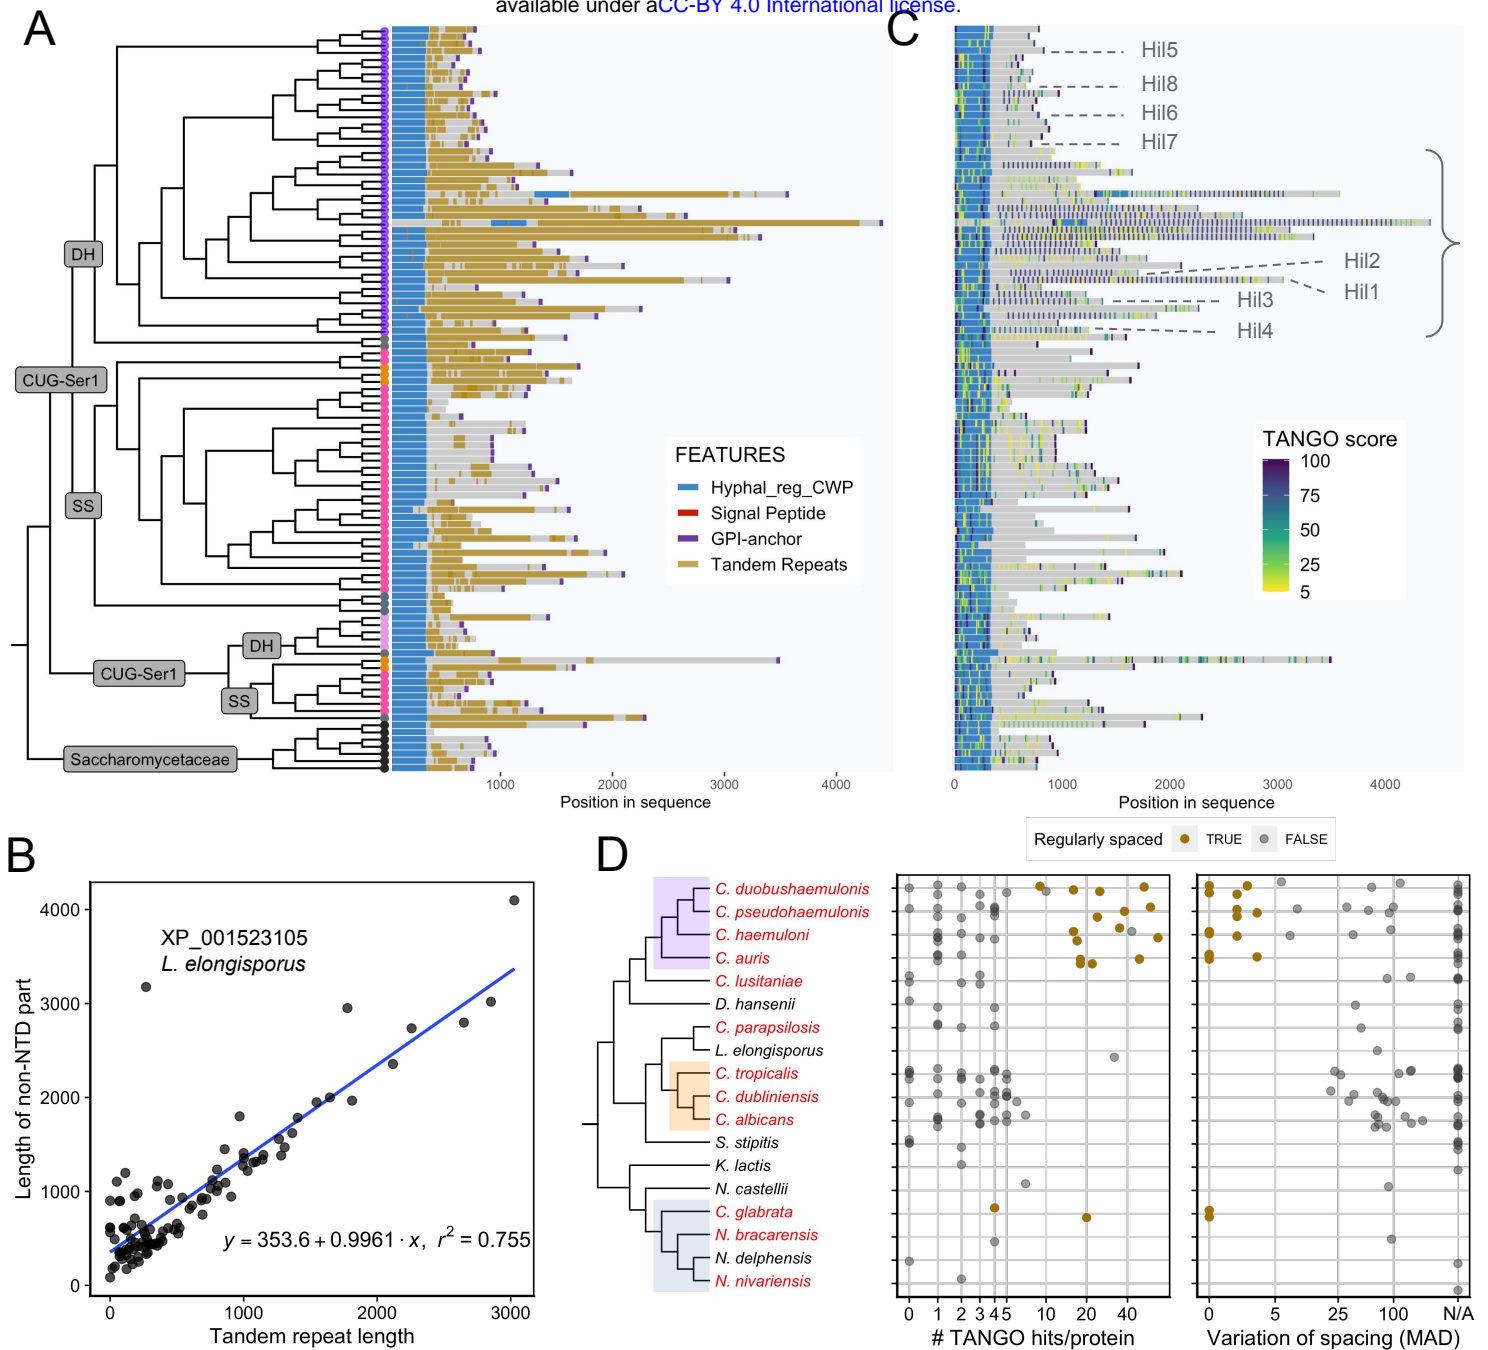 available under aCC-BY 4.0 International license.
A
C
Hil5
Hil8
Hil6
Hil7
DH
Hil2
Hil1
Hil3
Hil4
CUG-Ser1
SS
FEATURES
Hyphal_reg_CWP
Signal Peptide
GPI-anchor
Tandem Repeats
TANGO score
100
75
50
25
5
DH
CUG-Ser1
SS
Saccharomycetaceae
1000 2000 3000 4000
Position in sequence
0 1000 2000 3000 4000
Position in sequence
B
XP_001523105
L. elongisporus
y = 353.6 + 0.9961 · x, r² = 0.755
4000
3000
2000
1000
0
Length of non-NTD part
0 1000 2000 3000
Tandem repeat length
D
Regularly spaced TRUE FALSE
C. duobushaemulonis
C. pseudohaemulonis
C. haemuloni
C. auris
C. lusitaniae
D. hansenii
C. parapsilosis
L. elongisporus
C. tropicalis
C. dubliniensis
C. albicans
S. stipitis
K. lactis
N. castellii
C. glabrata
N. bracarensis
N. delphensis
N. nivariensis
0 1 2 3 4 5 10 20 40
# TANGO hits/protein
0 5 25 100 N/A
Variation of spacing (MAD)